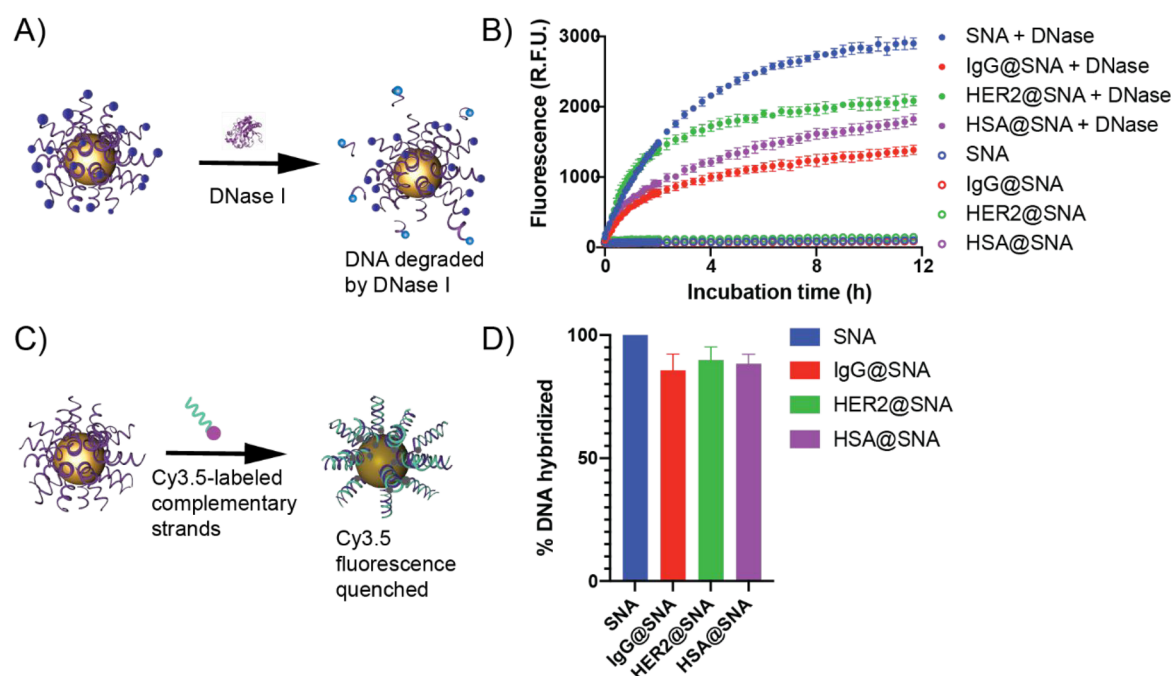 A)
DNase I
DNA degraded
by DNase I
B)
Fluorescence (R.F.U.)
3000
2000
1000
0
0
4
8
12
Incubation time (h)
SNA + DNase
IgG@SNA + DNase
HER2@SNA + DNase
HSA@SNA + DNase
SNA
IgG@SNA
HER2@SNA
HSA@SNA
C)
Cy3.5-labeled
complementary
strands
Cy3.5
fluorescence
quenched
D)
% DNA hybridized
100
50
0
SNA
IgG@SNA
HER2@SNA
HSA@SNA
SNA
IgG@SNA
HER2@SNA
HSA@SNA